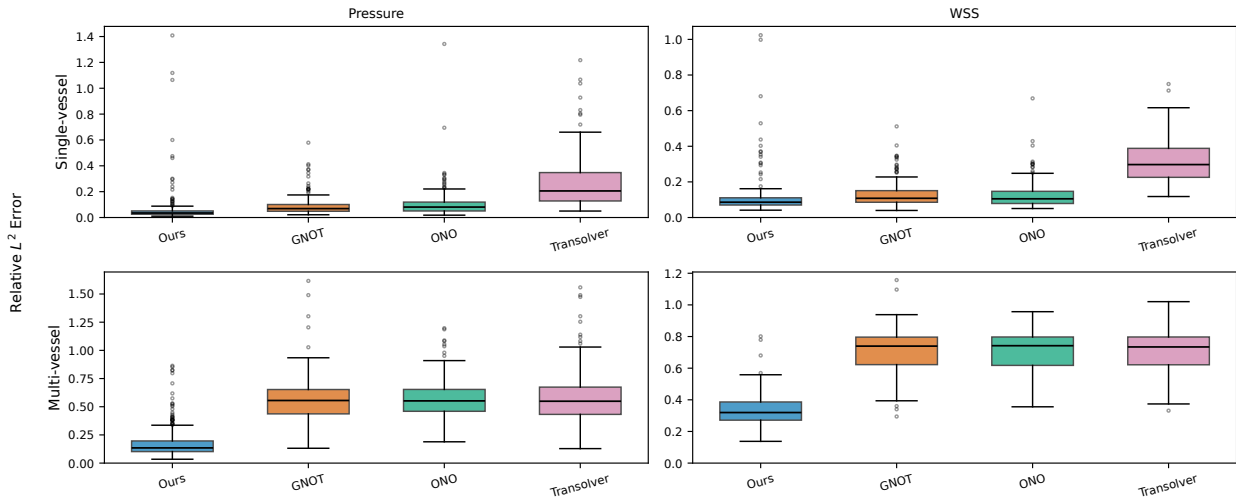 Pressure
WSS
Relative L² Error
Single-vessel
1.4
1.2
1.0
0.8
0.6
0.4
0.2
0.0
Ours
GNOT
ONO
Transolver
1.0
0.8
0.6
0.4
0.2
0.0
Ours
GNOT
ONO
Transolver
Multi-vessel
1.50
1.25
1.00
0.75
0.50
0.25
0.00
Ours
GNOT
ONO
Transolver
1.2
1.0
0.8
0.6
0.4
0.2
0.0
Ours
GNOT
ONO
Transolver